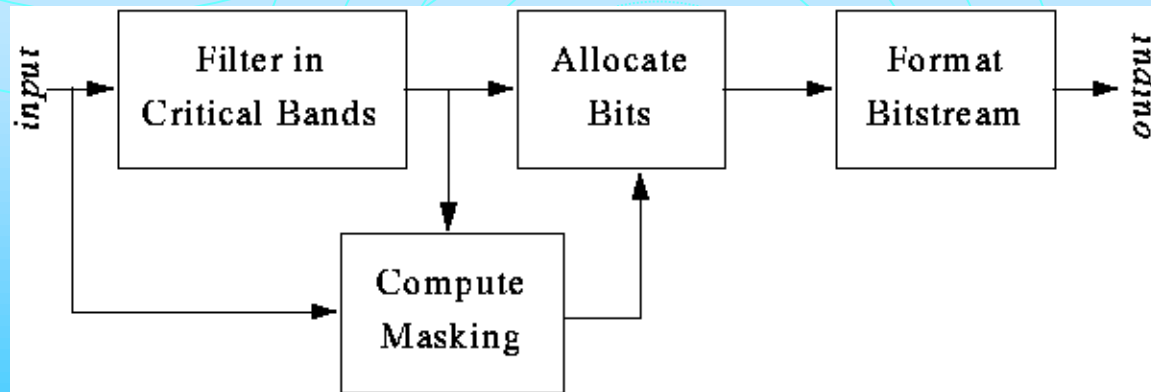 input
Filter in
Critical Bands
Allocate
Bits
Format
Bitstream
output
Compute
Masking